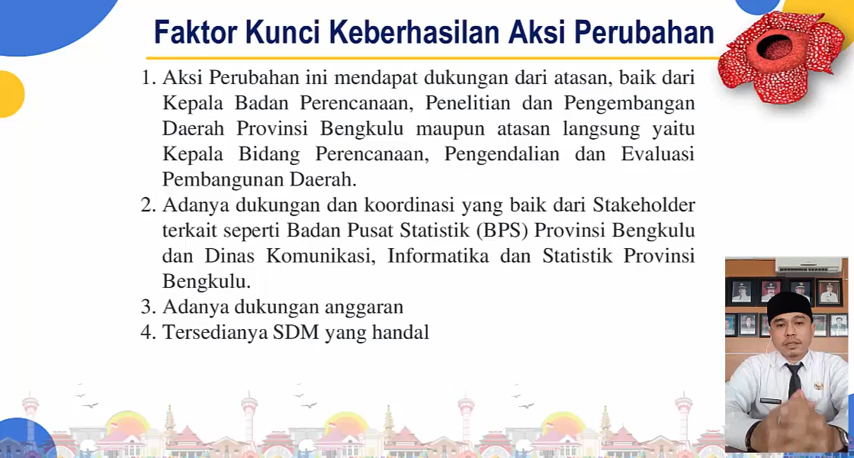 Faktor Kunci Keberhasilan Aksi Perubahan
1. Aksi Perubahan ini mendapat dukungan dari atasan, baik dari
Kepala Badan Perencanaan, Penelitian dan Pengembangan
Daerah Provinsi Bengkulu maupun atasan langsung yaitu
Kepala Bidang Perencanaan, Pengendalian dan Evaluasi
Pembangunan Daerah.
2. Adanya dukungan dan koordinasi yang baik dari Stakeholder
terkait seperti Badan Pusat Statistik (BPS) Provinsi Bengkulu
dan Dinas Komunikasi, Informatika dan Statistik Provinsi
Bengkulu.
3. Adanya dukungan anggaran
4. Tersedianya SDM yang handal